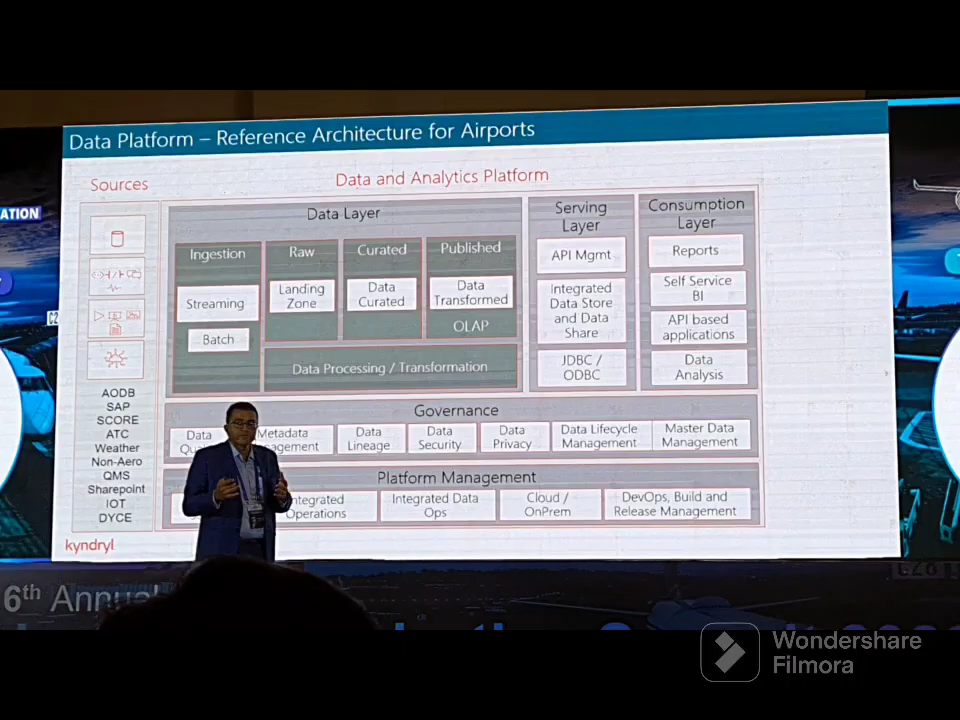 Data Platform – Reference Architecture for Airports
Sources
Data and Analytics Platform
Data Layer
Serving
Layer
Consumption
Layer
ATION
Ingestion
Raw
Curated
Published
Streaming
Batch
Landing
Zone
Data
Curated
Data
Transformed
OLAP
Data Processing / Transformation
API Mgmt
Integrated
Data Store
and Data
Share
JDBC /
ODBC
Reports
Self Service
BI
API based
applications
Data
Analysis
AODB
SAP
SCORE
ATC
Weather
Non-Aero
QMS
Sharepoint
IOT
DYCE
Governance
Data
Metadata
Data
Lineage
Data
Security
Data
Privacy
Data Lifecycle
Management
Master Data
Management
Platform Management
Operations
Integrated Data
Ops
Cloud /
OnPrem
DevOps, Build and
Release Management
kyndryl
6th Annual
Wondershare
Filmora